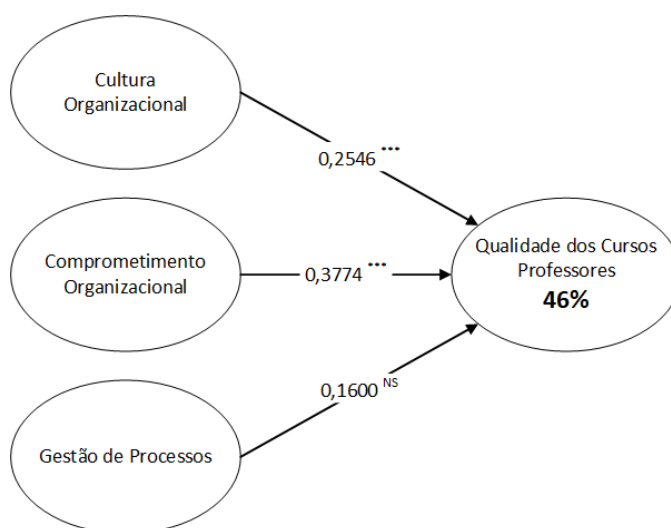 Cultura
Organizacional
0,2546 ***
Comprometimento
Organizacional
0,3774 ***
Qualidade dos Cursos
Professores
46%
0,1600 NS
Gestão de Processos